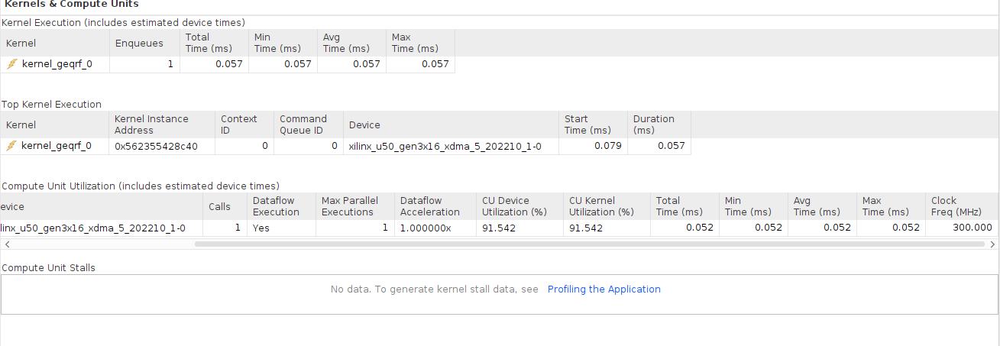 Kernels & Compute Units
Kernel Execution (includes estimated device times)
Kernel Enqueues Total Time (ms) Min Time (ms) Avg Time (ms) Max Time (ms)
kernel_geqrf_0 1 0.057 0.057 0.057 0.057
Top Kernel Execution
Kernel Kernel Instance Address Context ID Command Queue ID Device Start Time (ms) Duration (ms)
kernel_geqrf_0 0x562355428c40 0 0 xilinx_u50_gen3x16_xdma_5_202210_1-0 0.079 0.057
Compute Unit Utilization (includes estimated device times)
evice Calls Dataflow Execution Max Parallel Executions Dataflow Acceleration CU Device Utilization (%) CU Kernel Utilization (%) Total Time (ms) Min Time (ms) Avg Time (ms) Max Time (ms) Clock Freq (MHz)
linx_u50_gen3x16_xdma_5_202210_1-0 1 Yes 1 1.000000x 91.542 91.542 0.052 0.052 0.052 0.052 300.000
Compute Unit Stalls
No data. To generate kernel stall data, see Profiling the Application